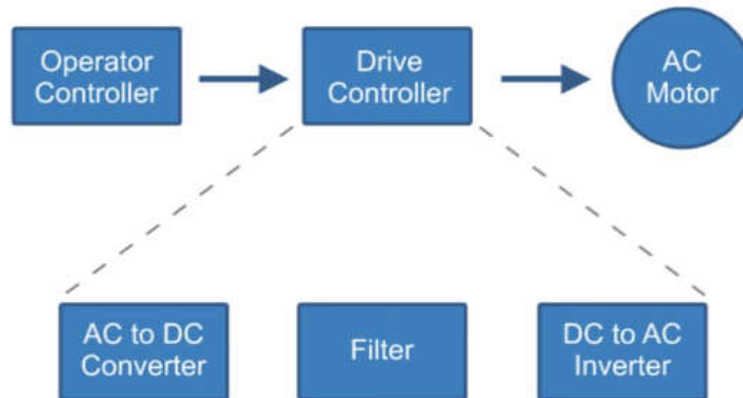 Operator
Controller
Drive
Controller
AC
Motor
AC to DC
Converter
Filter
DC to AC
Inverter